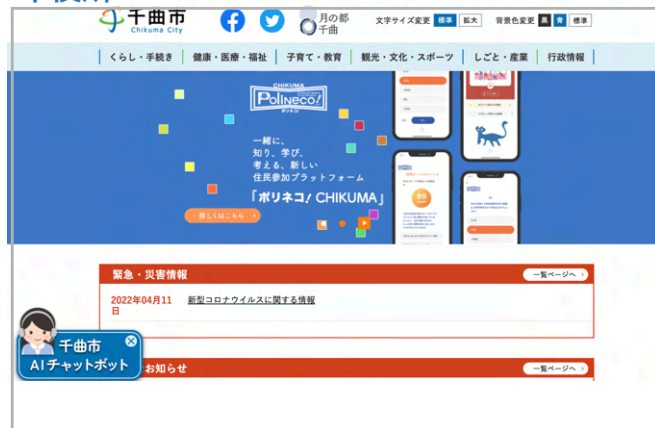 千曲市
Chikuma City
月の都
千曲
文字サイズ変更 標準 拡大 背景色変更 黒 青 標準
くらし・手続き 健康・医療・福祉 子育て・教育 観光・文化・スポーツ しごと・産業 行政情報
CHIKUMA
PoliNeco!
ポリネコ!
一緒に、
知り、学び、
考える、新しい
住民参加プラットフォーム
「ポリネコ! CHIKUMA」
詳しくはこちら
緊急・災害情報 一覧ページへ
2022年04月11日 新型コロナウイルスに関する情報
千曲市
AIチャットボット
お知らせ 一覧ページへ